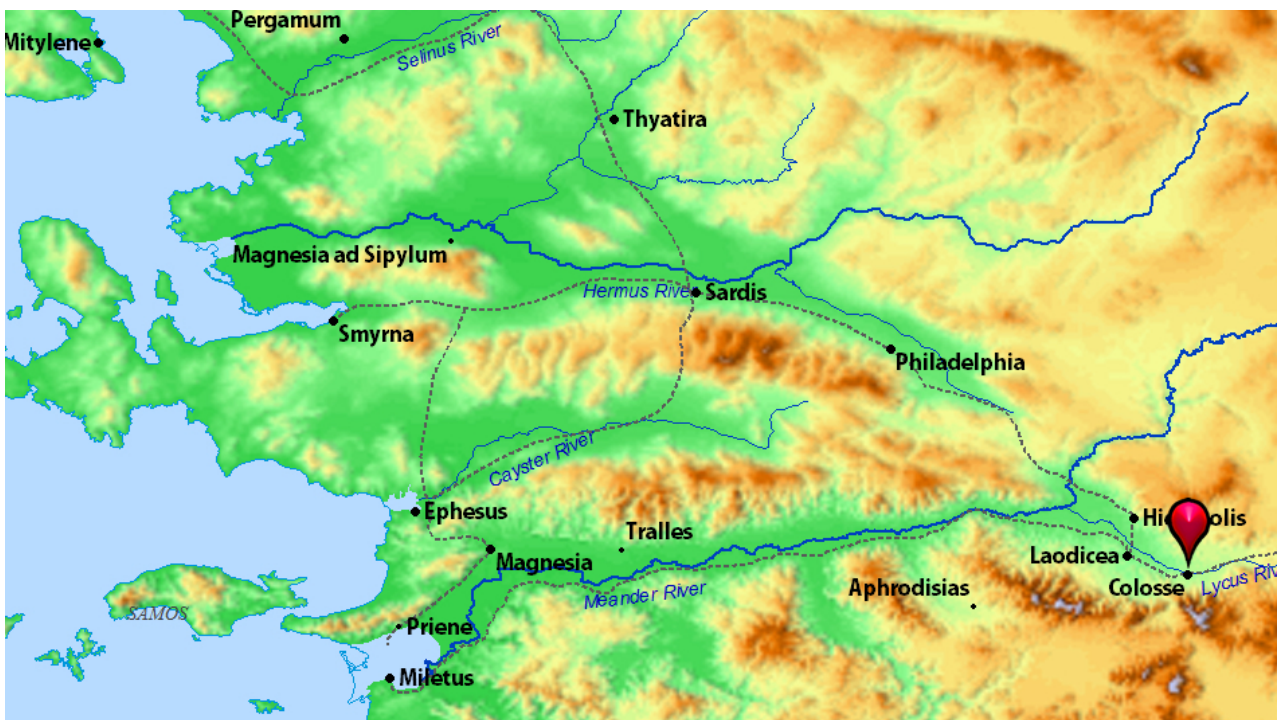 Pergamum
Mitylene
Selinus River
Thyatira
Magnesia ad Sipylum
Hermus River
Sardis
Smyrna
Philadelphia
Cayster River
Ephesus
Tralles
Magnesia
Laodicea
Colosse
Aphrodisias
Meander River
SAMOS
Priene
Miletus